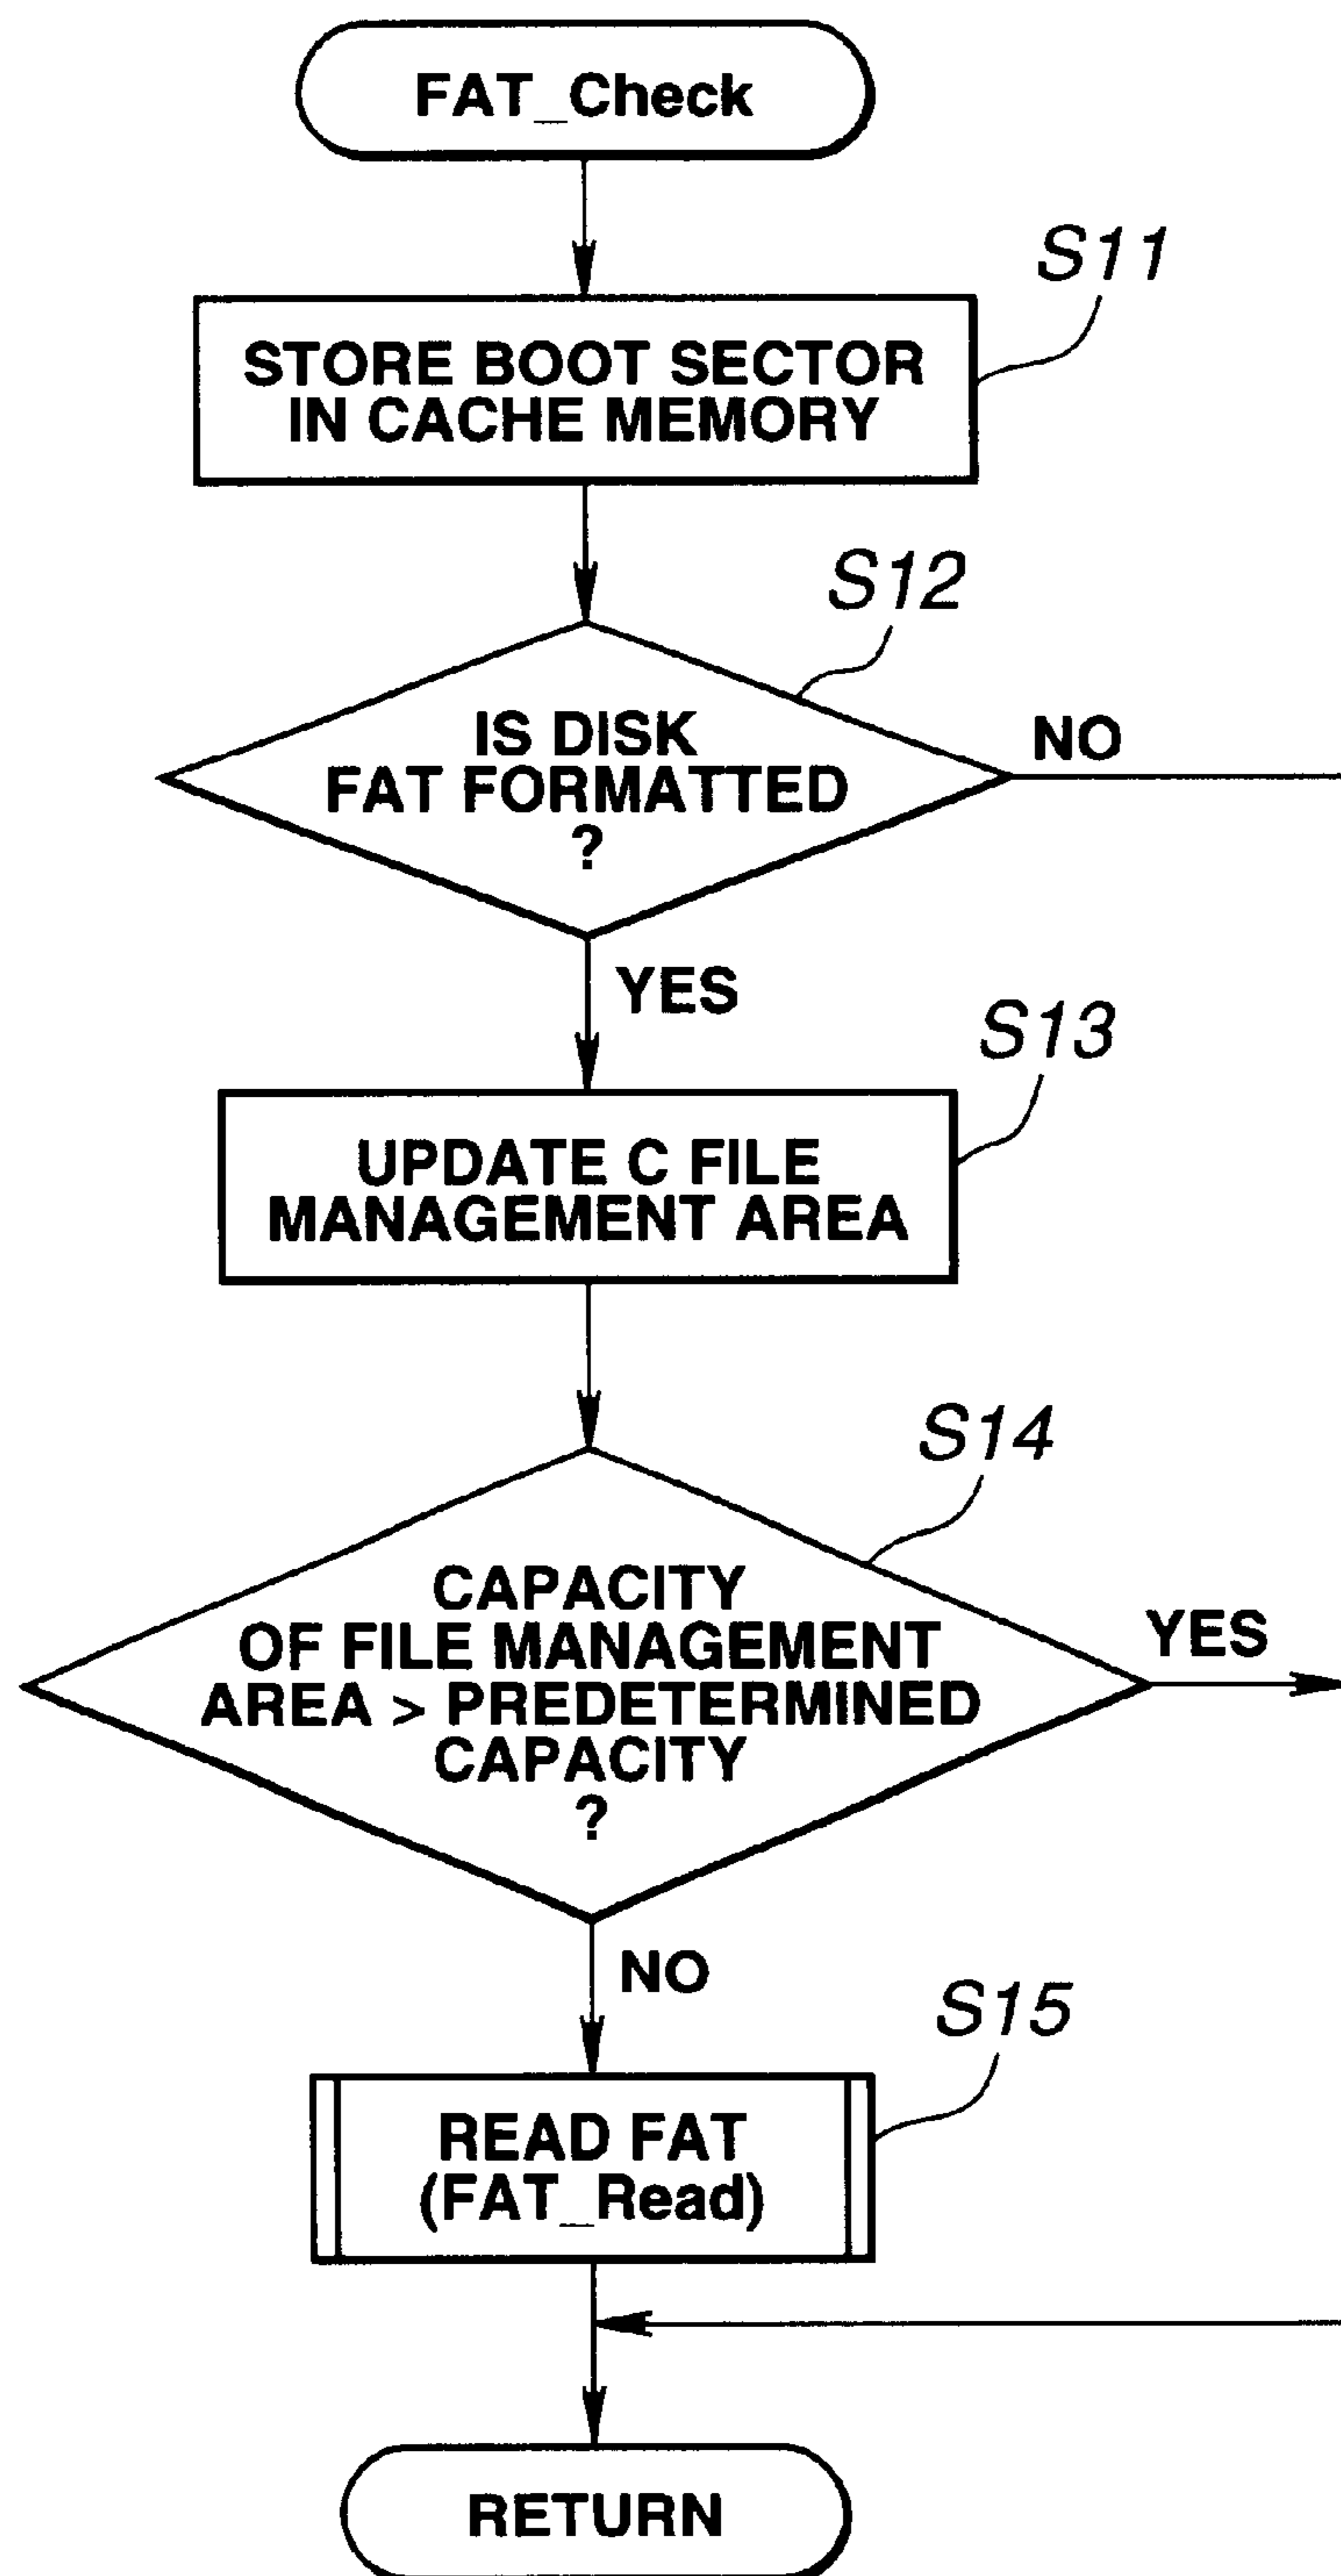 FAT_Check
S11
STORE BOOT SECTOR
IN CACHE MEMORY
S12
IS DISK
FAT FORMATTED
?
NO
YES
S13
UPDATE C FILE
MANAGEMENT AREA
S14
CAPACITY
OF FILE MANAGEMENT
AREA > PREDETERMINED
CAPACITY
?
YES
NO
S15
READ FAT
(FAT_Read)
RETURN